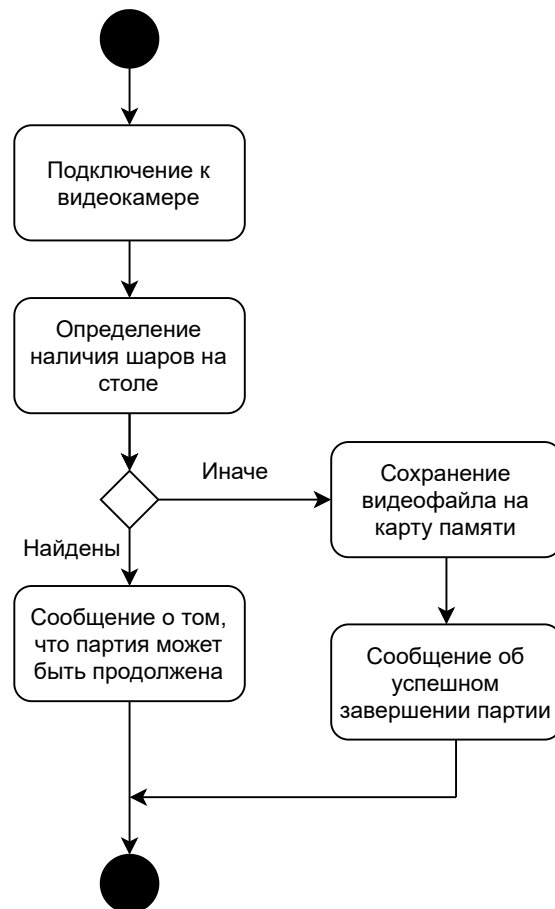 Подключение к
видеокамере
Определение
наличия шаров на
столе
Иначе
Сохранение
видеофайла на
карту памяти
Найдены
Сообщение о том,
что партия может
быть продолжена
Сообщение об
успешном
завершении партии